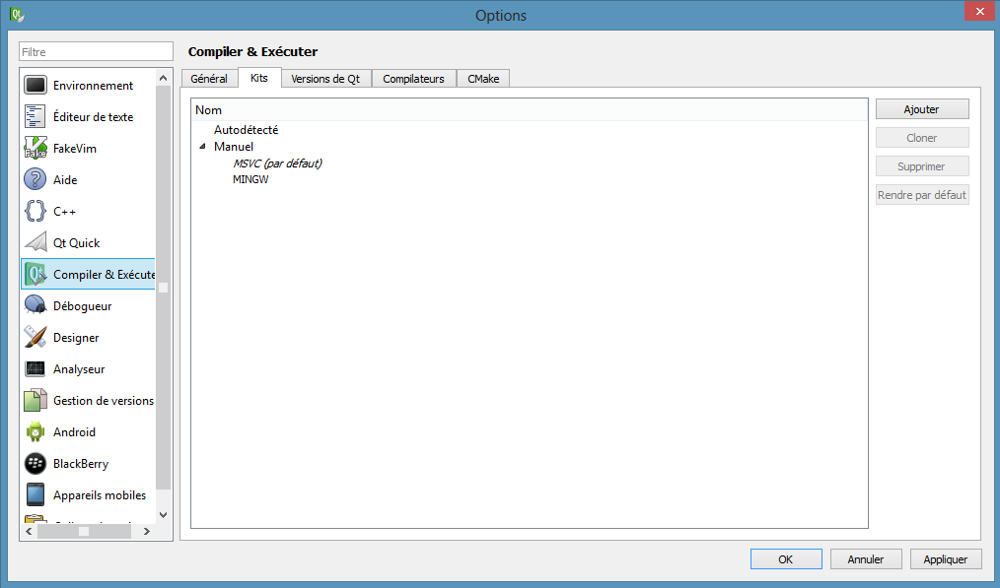 Options
Filtre
Environnement
Éditeur de texte
FakeVim
Aide
C++
Qt Quick
Compiler & Exécute
Débogueur
Designer
Analyseur
Gestion de versions
Android
BlackBerry
Appareils mobiles
Compiler & Exécuter
Général
Kits
Versions de Qt
Compilateurs
CMake
Nom
Autodétecté
Manuel
MSVC (par défaut)
MINGW
Ajouter
Cloner
Supprimer
Rendre par défaut
OK
Annuler
Appliquer